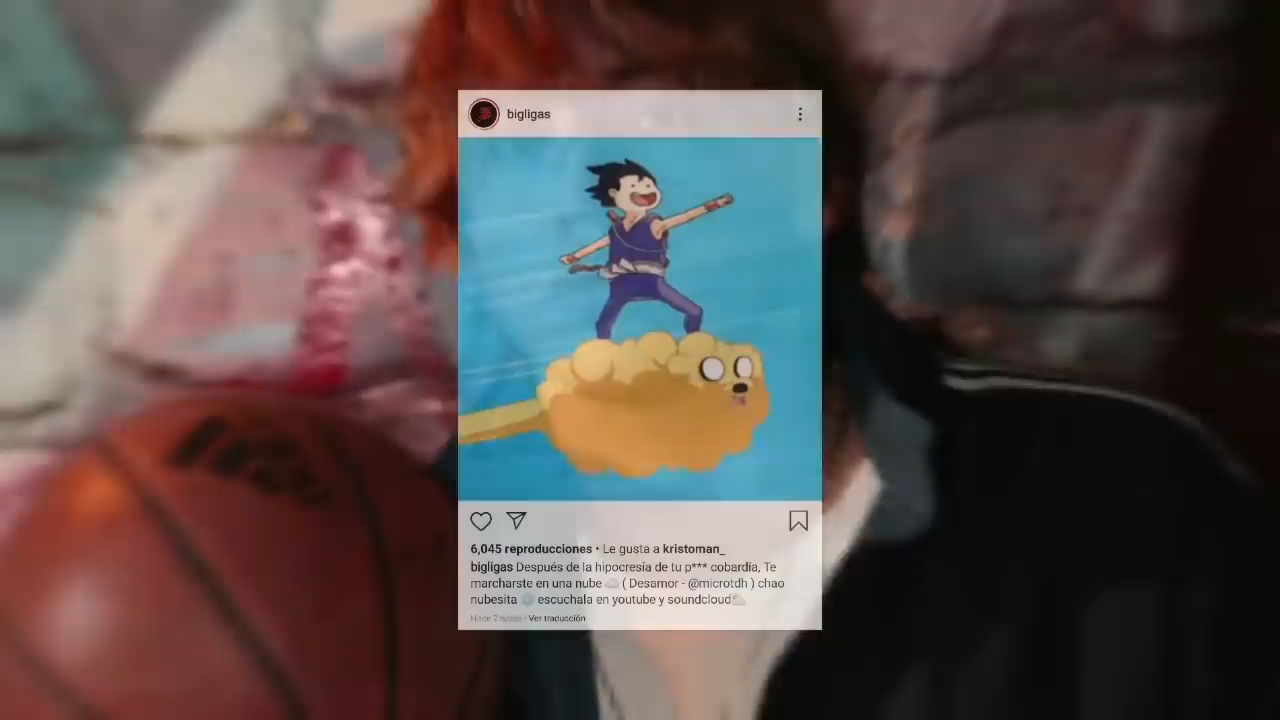 bigligas
6,045 reproducciones • Le gusta a kristoman_
bigligas Después de la hipocresía de tu p*** cobardía, Te
marcharste en una nube ☁️ ( Desamor - @microtdh ) chao
nubesita ❄️ escuchala en youtube y soundcloud⛅
Ver traducción